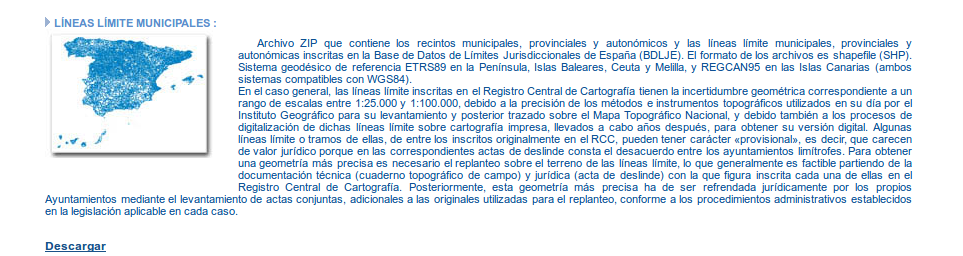 LÍNEAS LÍMITE MUNICIPALES :
Archivo ZIP que contiene los recintos municipales, provinciales y autonómicos y las líneas límite municipales, provinciales y
autonómicas inscritas en la Base de Datos de Límites Jurisdiccionales de España (BDLJE). El formato de los archivos es shapefile (SHP).
Sistema geodésico de referencia ETRS89 en la Península, Islas Baleares, Ceuta y Melilla, y REGCAN95 en las Islas Canarias (ambos
sistemas compatibles con WGS84).
En el caso general, las líneas límite inscritas en el Registro Central de Cartografía tienen la incertidumbre geométrica correspondiente a un
rango de escalas entre 1:25.000 y 1:100.000, debido a la precisión de los métodos e instrumentos topográficos utilizados en su día por el
Instituto Geográfico para su levantamiento y posterior trazado sobre el Mapa Topográfico Nacional, y debido también a los procesos de
digitalización de dichas líneas límite sobre cartografía impresa, llevados a cabo años después, para obtener su versión digital. Algunas
líneas límite o tramos de ellas, de entre los inscritos originalmente en el RCC, pueden tener carácter «provisional», es decir, que carecen
de valor jurídico porque en las correspondientes actas de deslinde consta el desacuerdo entre los ayuntamientos limítrofes. Para obtener
una geometría más precisa es necesario el replanteo sobre el terreno de las líneas límite, lo que generalmente es factible partiendo de la
documentación técnica (cuaderno topográfico de campo) y jurídica (acta de deslinde) con la que figura inscrita cada una de ellas en el
Registro Central de Cartografía. Posteriormente, esta geometría más precisa ha de ser refrendada jurídicamente por los propios
Ayuntamientos mediante el levantamiento de actas conjuntas, adicionales a las originales utilizadas para el replanteo, conforme a los procedimientos administrativos establecidos
en la legislación aplicable en cada caso.
Descargar